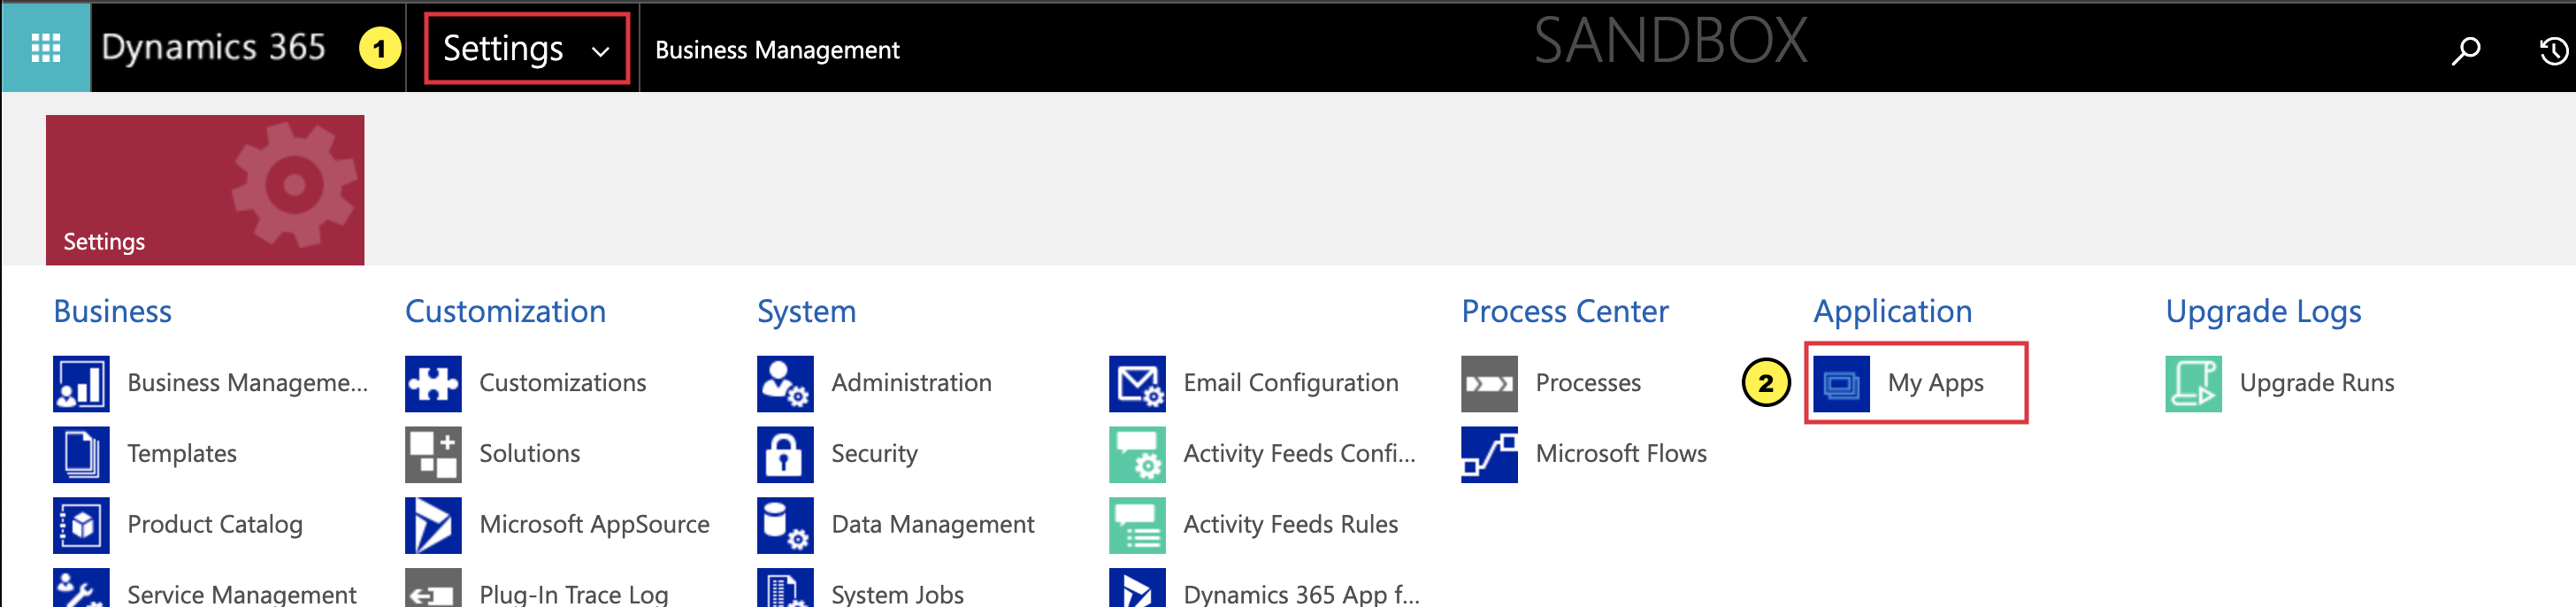 Dynamics 365
1
Settings
Business Management
SANDBOX
Settings
Business
Business Manageme...
Templates
Product Catalog
Service Management
Customization
Customizations
Solutions
Microsoft AppSource
Plug-In Trace Log
System
Administration
Security
Data Management
System Jobs
Email Configuration
Activity Feeds Confi...
Activity Feeds Rules
Dynamics 365 App f...
Process Center
Processes
Microsoft Flows
Application
2
My Apps
Upgrade Logs
Upgrade Runs